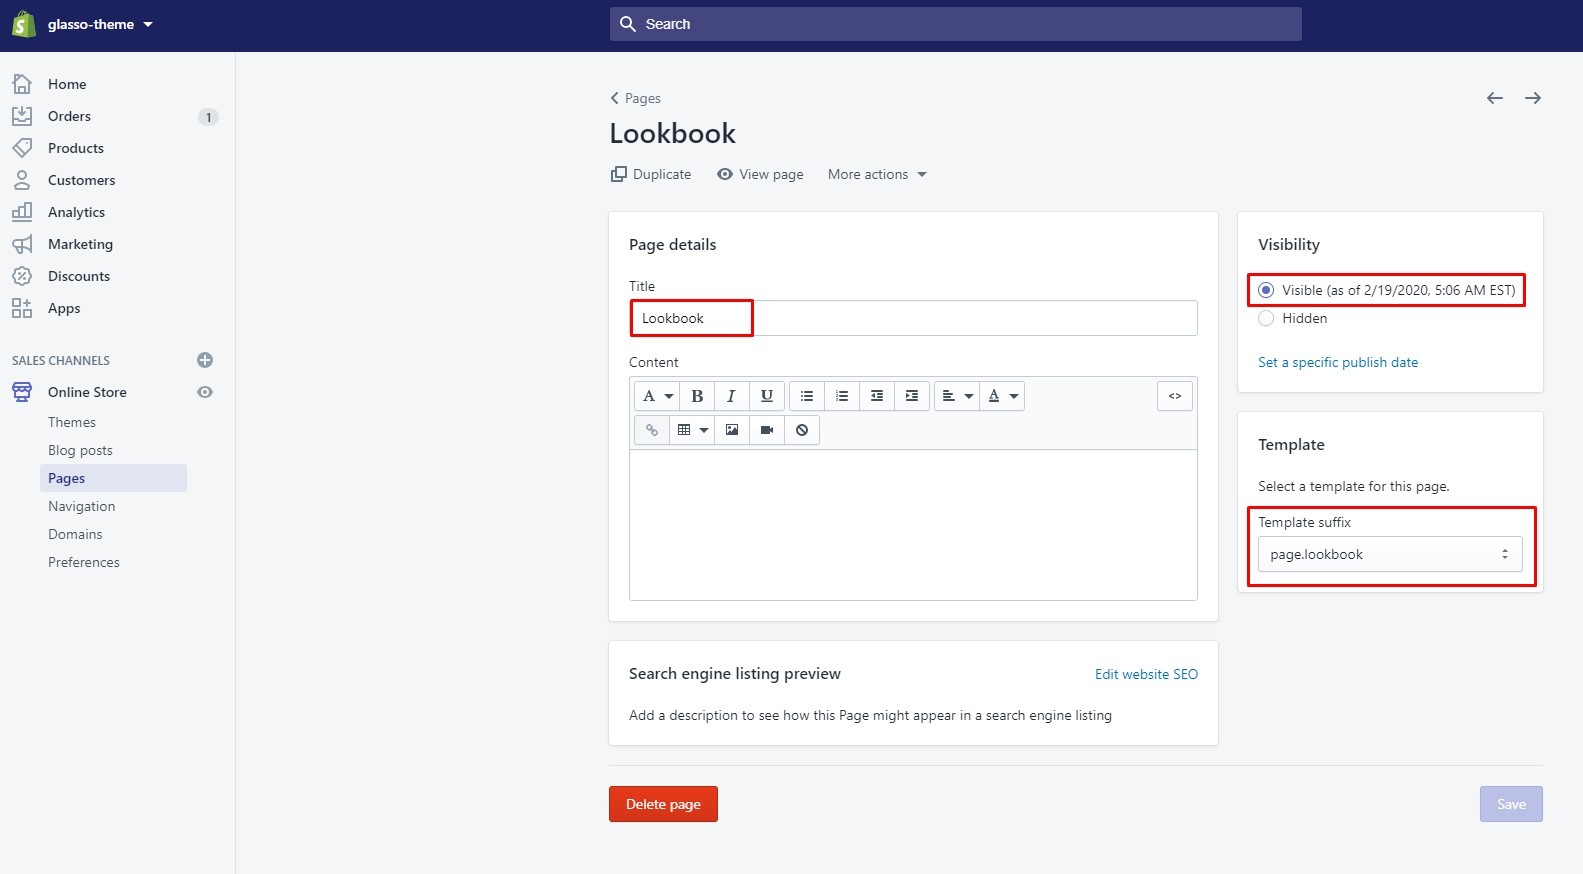 glasso-theme
Search
Home
Orders 1
Products
Customers
Analytics
Marketing
Discounts
Apps
SALES CHANNELS
Online Store
Themes
Blog posts
Pages
Navigation
Domains
Preferences
Pages
Lookbook
Duplicate View page More actions
Page details
Title
Lookbook
Content
A B I U A <>
Search engine listing preview Edit website SEO
Add a description to see how this Page might appear in a search engine listing
Visibility
Visible (as of 2/19/2020, 5:06 AM EST)
Hidden
Set a specific publish date
Template
Select a template for this page.
Template suffix
page.lookbook
Delete page Save